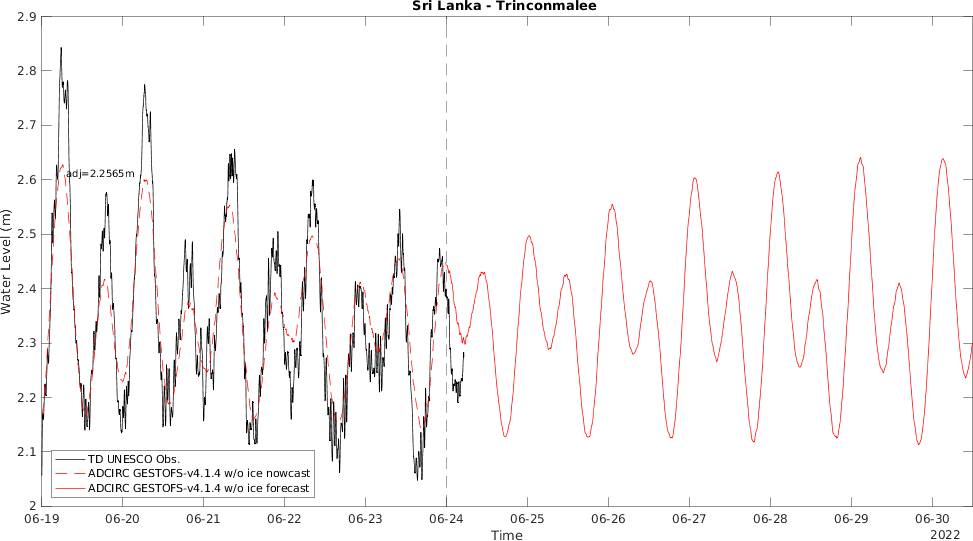 Sri Lanka - Trinconmalee
2.9
2.8
2.7
2.6
2.5
2.4
2.3
2.2
2.1
2
Water Level (m)
adj=2.2565m
TD UNESCO Obs.
ADCIRC GESTOFS-v4.1.4 w/o ice nowcast
ADCIRC GESTOFS-v4.1.4 w/o ice forecast
06-19 06-20 06-21 06-22 06-23 06-24 06-25 06-26 06-27 06-28 06-29 06-30
Time
2022